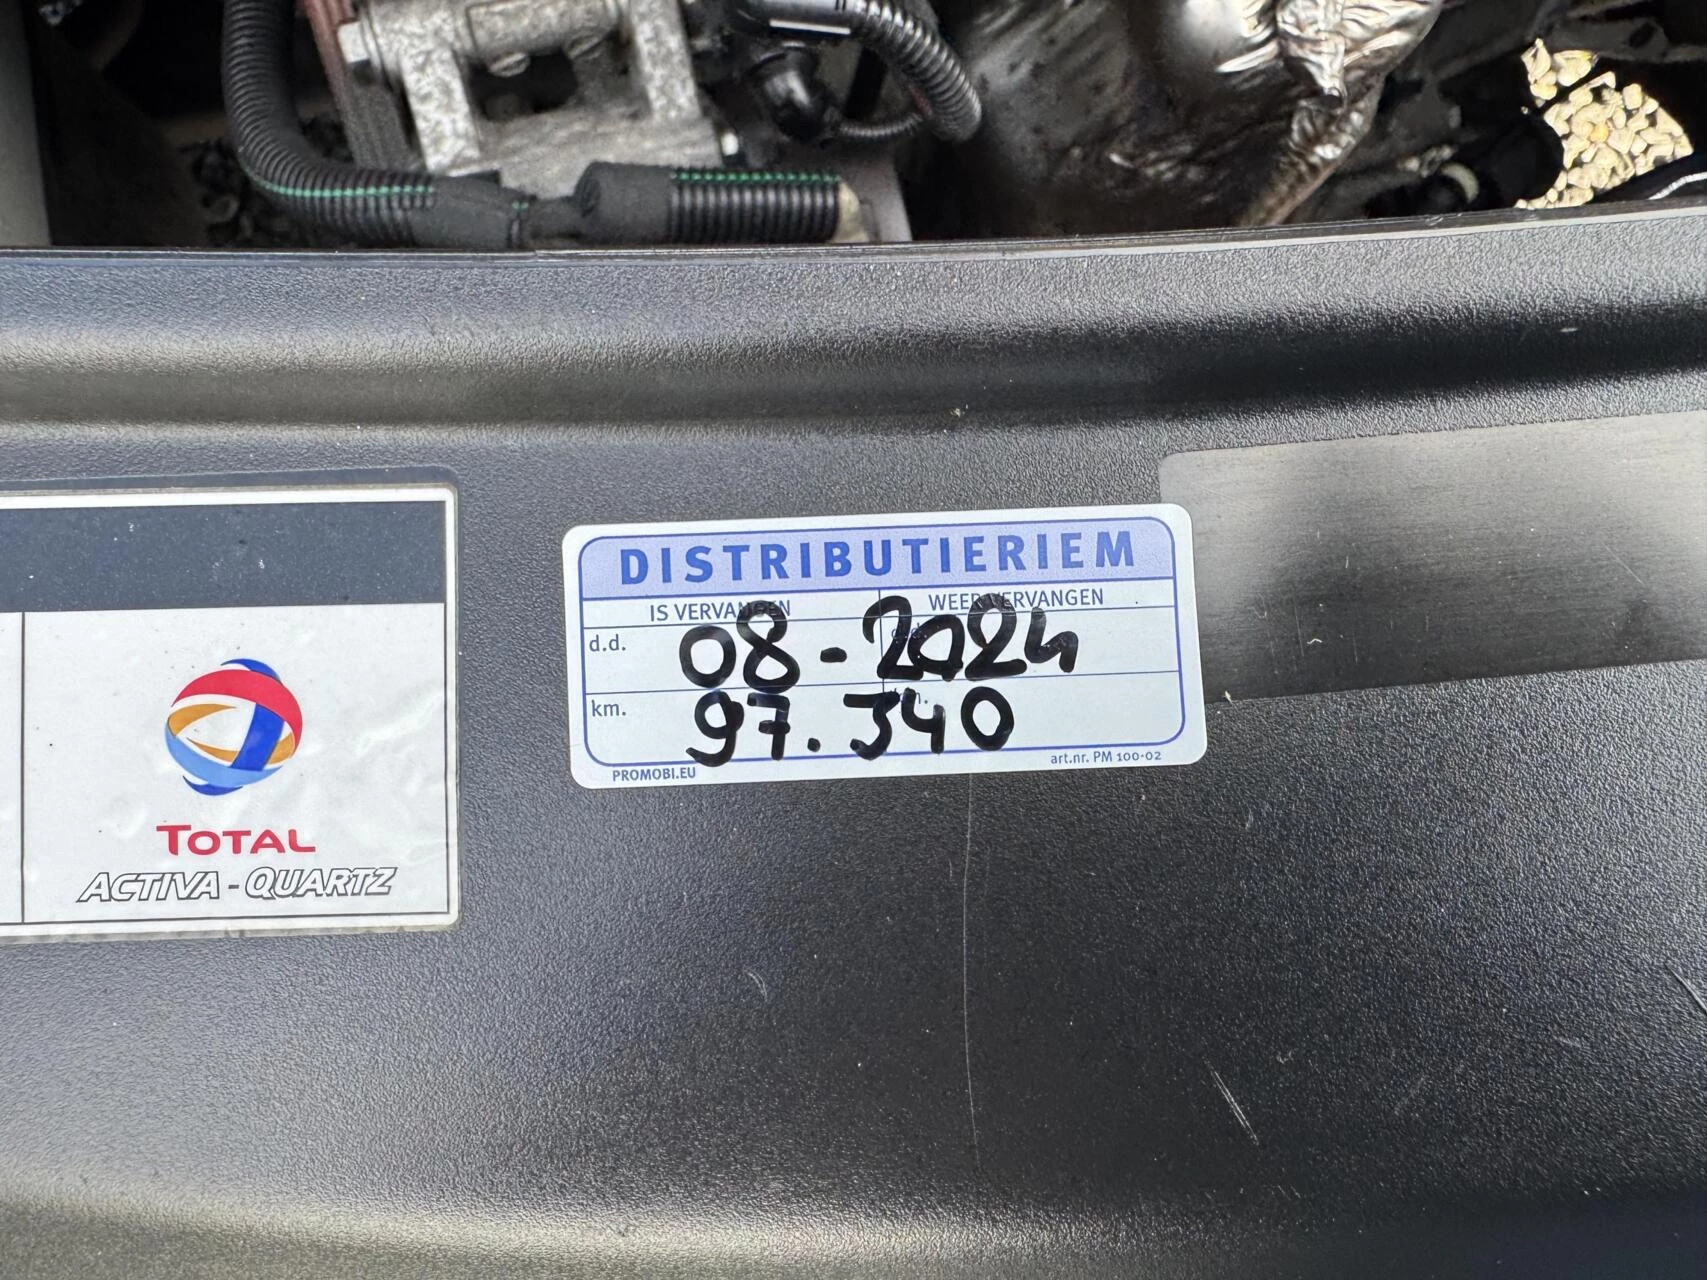 DISTRIBUTIERIEM
IS VERVANGEN WEER VERVANGEN
d.d. 08-2024 d.d.
km. 97.340 km.
PROMOBI.EU art.nr. PM 100-02
TOTAL
ACTIVA-QUARTZ